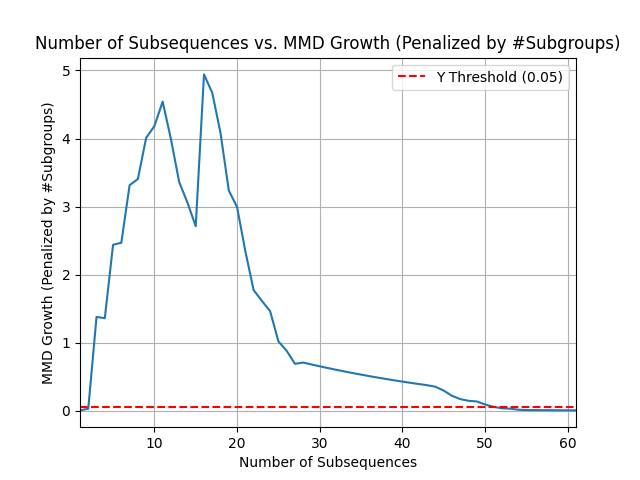 Number of Subsequences vs. MMD Growth (Penalized by #Subgroups)
Y Threshold (0.05)
MMD Growth (Penalized by #Subgroups)
5
4
3
2
1
0
10 20 30 40 50 60
Number of Subsequences